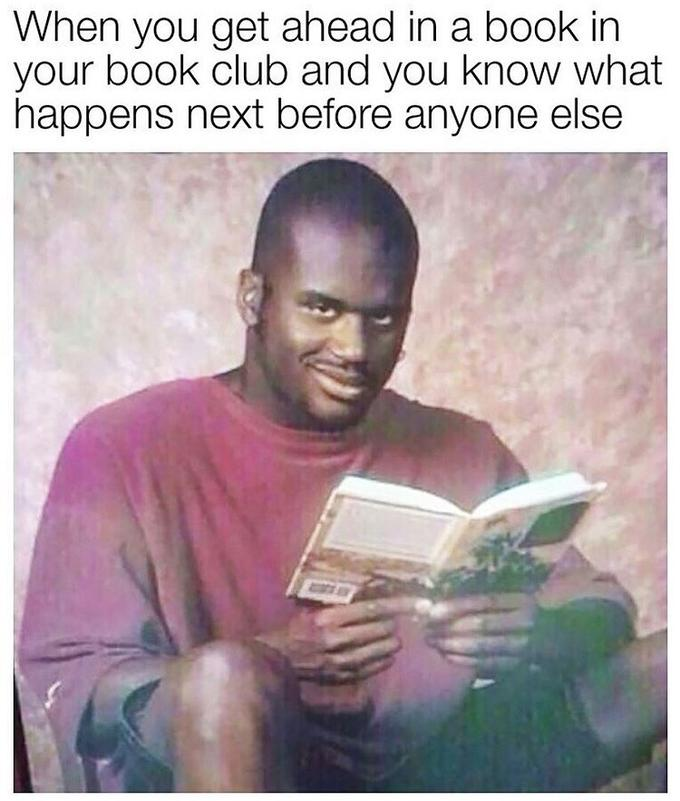 When you get ahead in a book in
your book club and you know what
happens next before anyone else